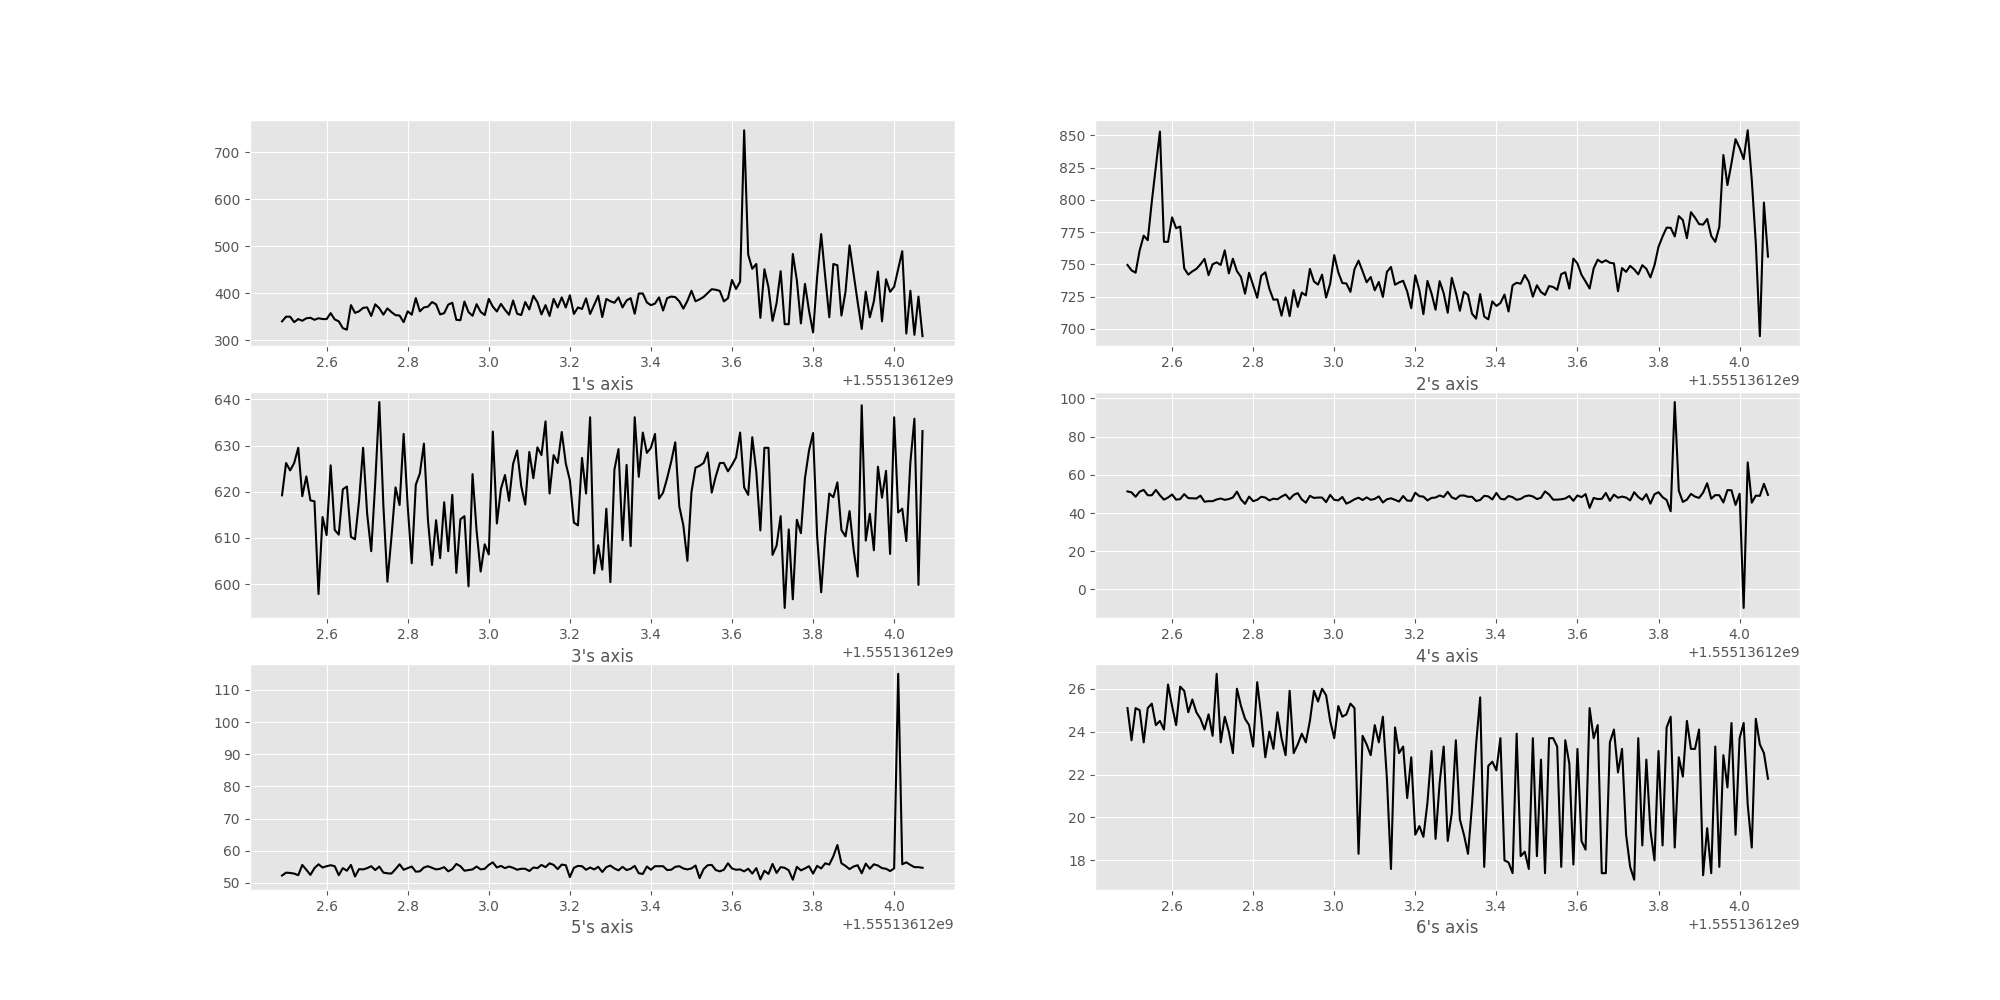 700
600
500
400
300
2.6 2.8 3.0 3.2 3.4 3.6 3.8 4.0
1's axis
+1.55513612e9
850
825
800
775
750
725
700
2.6 2.8 3.0 3.2 3.4 3.6 3.8 4.0
2's axis
+1.55513612e9
640
630
620
610
600
2.6 2.8 3.0 3.2 3.4 3.6 3.8 4.0
3's axis
+1.55513612e9
100
80
60
40
20
0
2.6 2.8 3.0 3.2 3.4 3.6 3.8 4.0
4's axis
+1.55513612e9
110
100
90
80
70
60
50
2.6 2.8 3.0 3.2 3.4 3.6 3.8 4.0
5's axis
+1.55513612e9
26
24
22
20
18
2.6 2.8 3.0 3.2 3.4 3.6 3.8 4.0
6's axis
+1.55513612e9